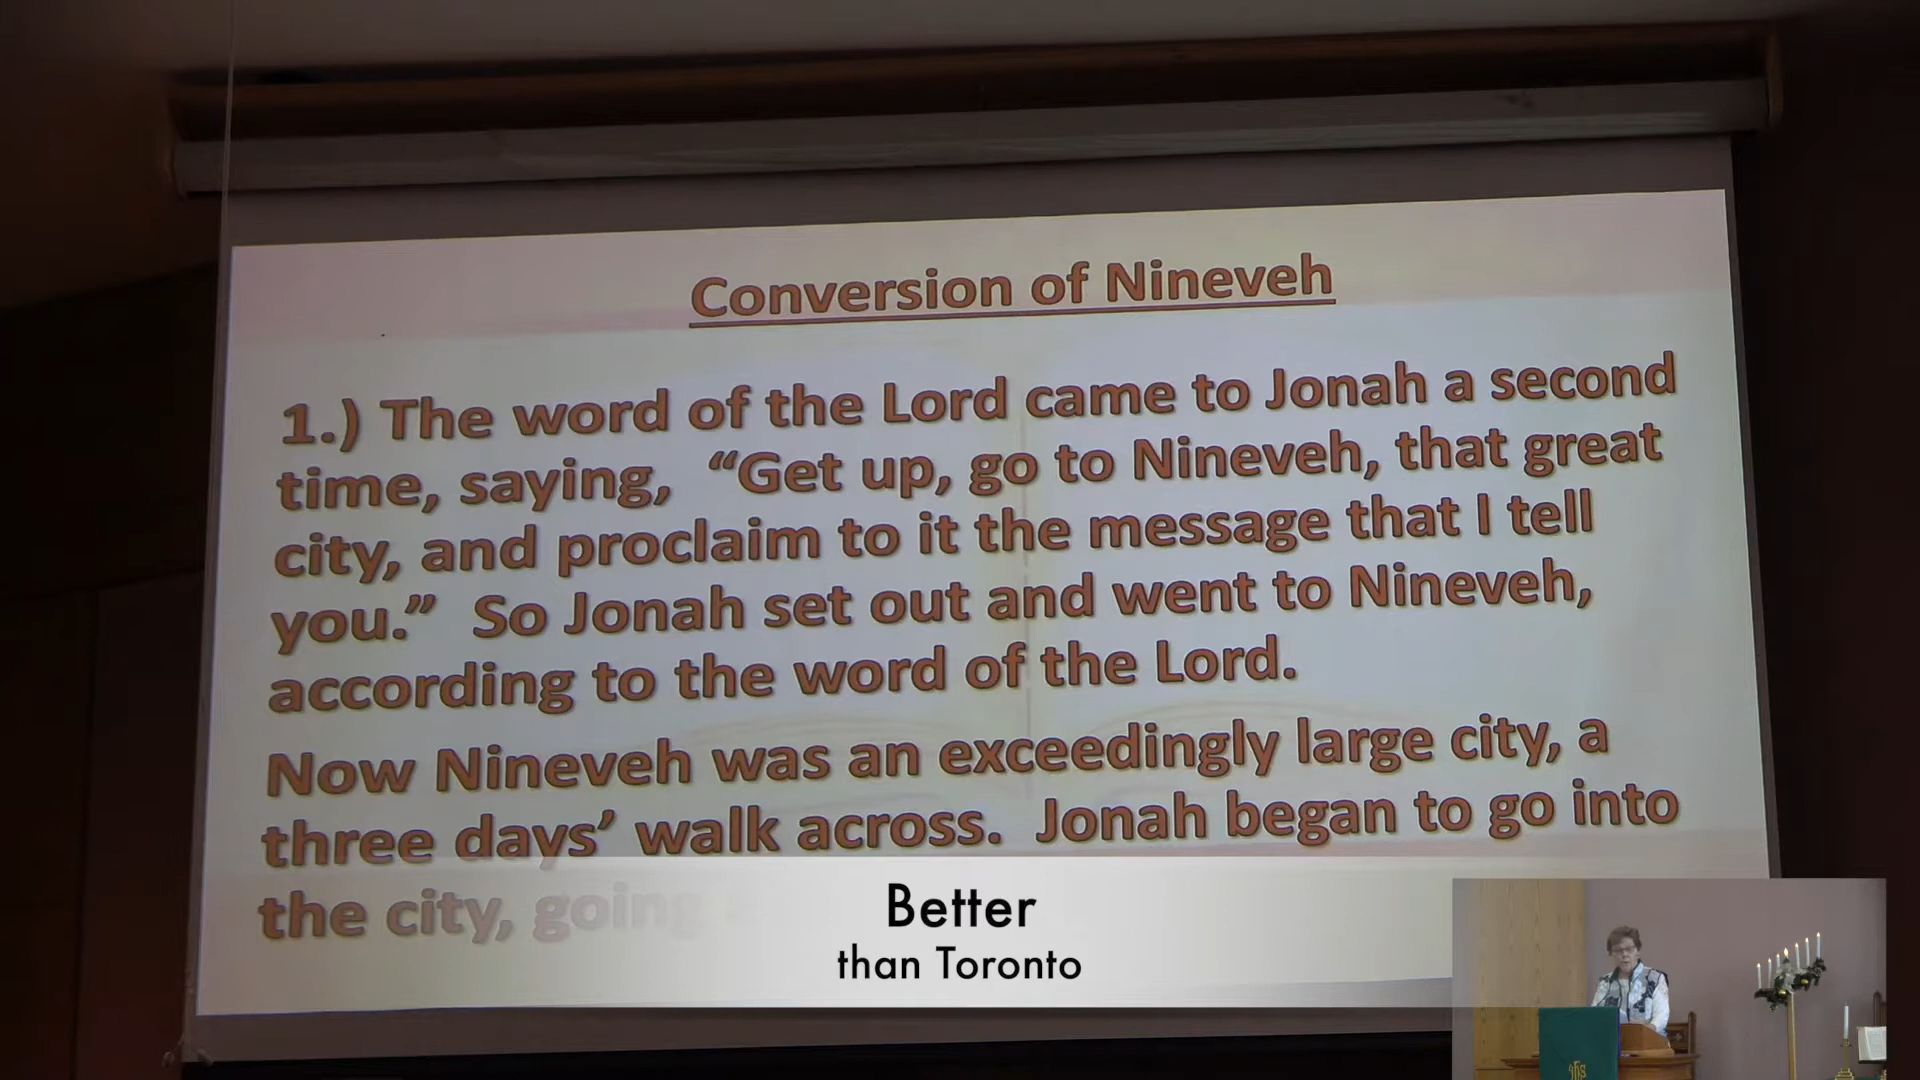 Conversion of Nineveh
1.) The word of the Lord came to Jonah a second
time, saying, “Get up, go to Nineveh, that great
city, and proclaim to it the message that I tell
you.” So Jonah set out and went to Nineveh,
according to the word of the Lord.
Now Nineveh was an exceedingly large city, a
three days’ walk across. Jonah began to go into
the city, going
Better
than Toronto